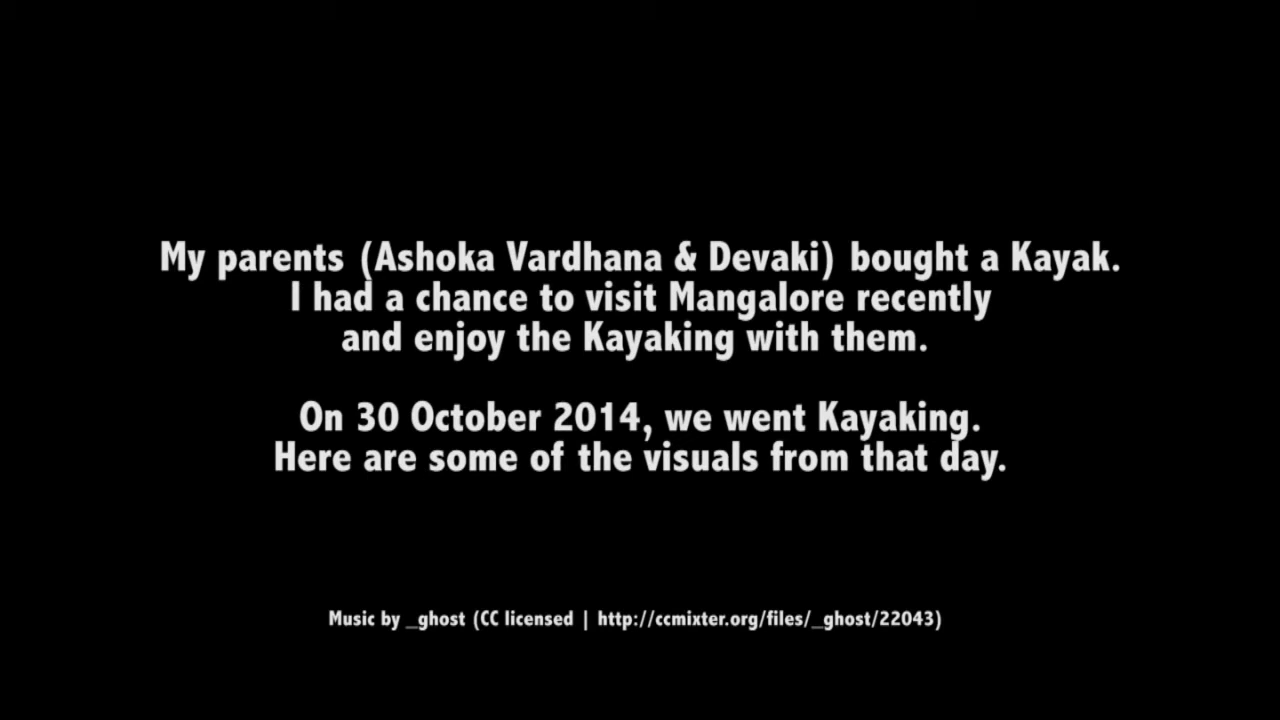 My parents (Ashoka Vardhana & Devaki) bought a Kayak.
I had a chance to visit Mangalore recently
and enjoy the Kayaking with them.
On 30 October 2014, we went Kayaking.
Here are some of the visuals from that day.
Music by _ghost (CC licensed | http://ccmixter.org/files/_ghost/22043)